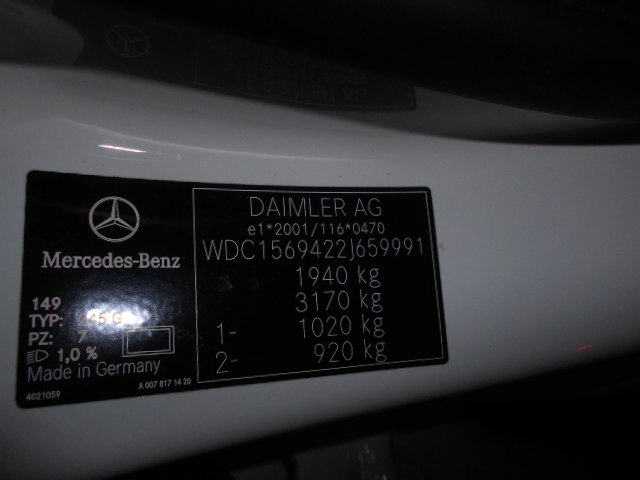 Mercedes-Benz
149
TYP: 245 G
PZ: 7
1,0 %
Made in Germany
4021059
A 007 817 14 20
DAIMLER AG
e1*2001/116*0470
WDC1569422J659991
1940 kg
3170 kg
1- 1020 kg
2- 920 kg